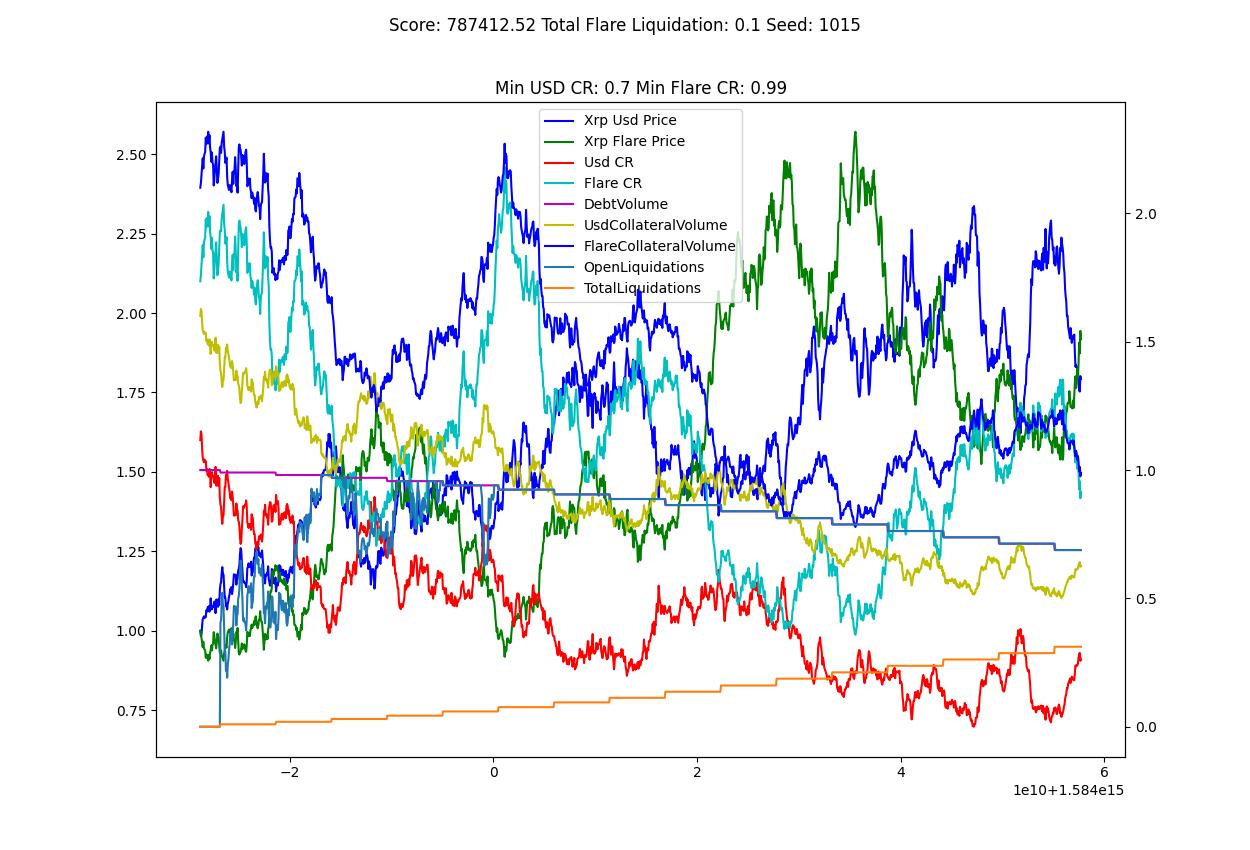 Score: 787412.52 Total Flare Liquidation: 0.1 Seed: 1015
Min USD CR: 0.7 Min Flare CR: 0.99
Xrp Usd Price
Xrp Flare Price
Usd CR
Flare CR
DebtVolume
UsdCollateralVolume
FlareCollateralVolume
OpenLiquidations
TotalLiquidations
2.50
2.25
2.00
1.75
1.50
1.25
1.00
0.75
2.0
1.5
1.0
0.5
0.0
−2 0 2 4 6
1e10+1.584e15